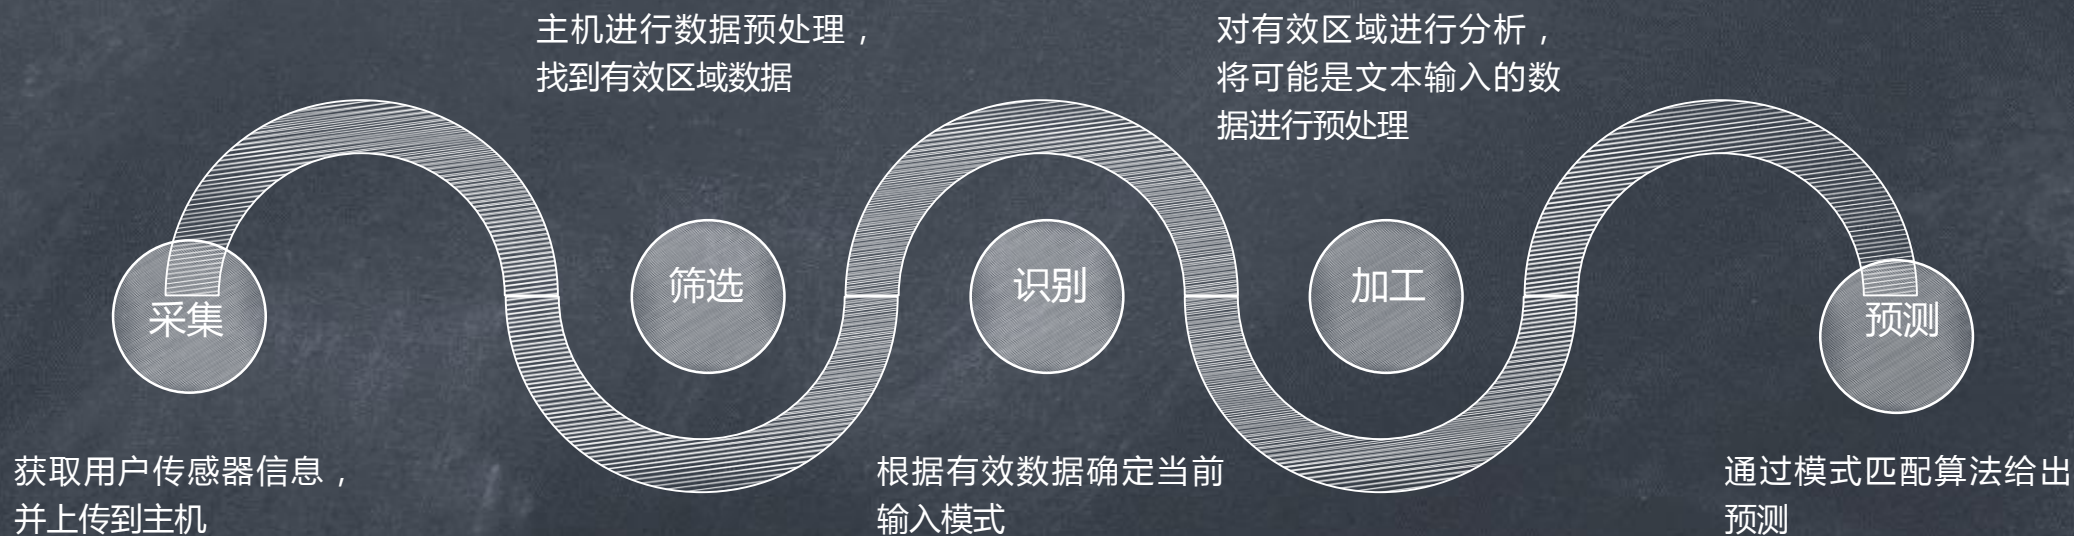 主机进行数据预处理，
找到有效区域数据
对有效区域进行分析，
将可能是文本输入的数
据进行预处理
采集
筛选
识别
加工
预测
获取用户传感器信息，
并上传到主机
根据有效数据确定当前
输入模式
通过模式匹配算法给出
预测